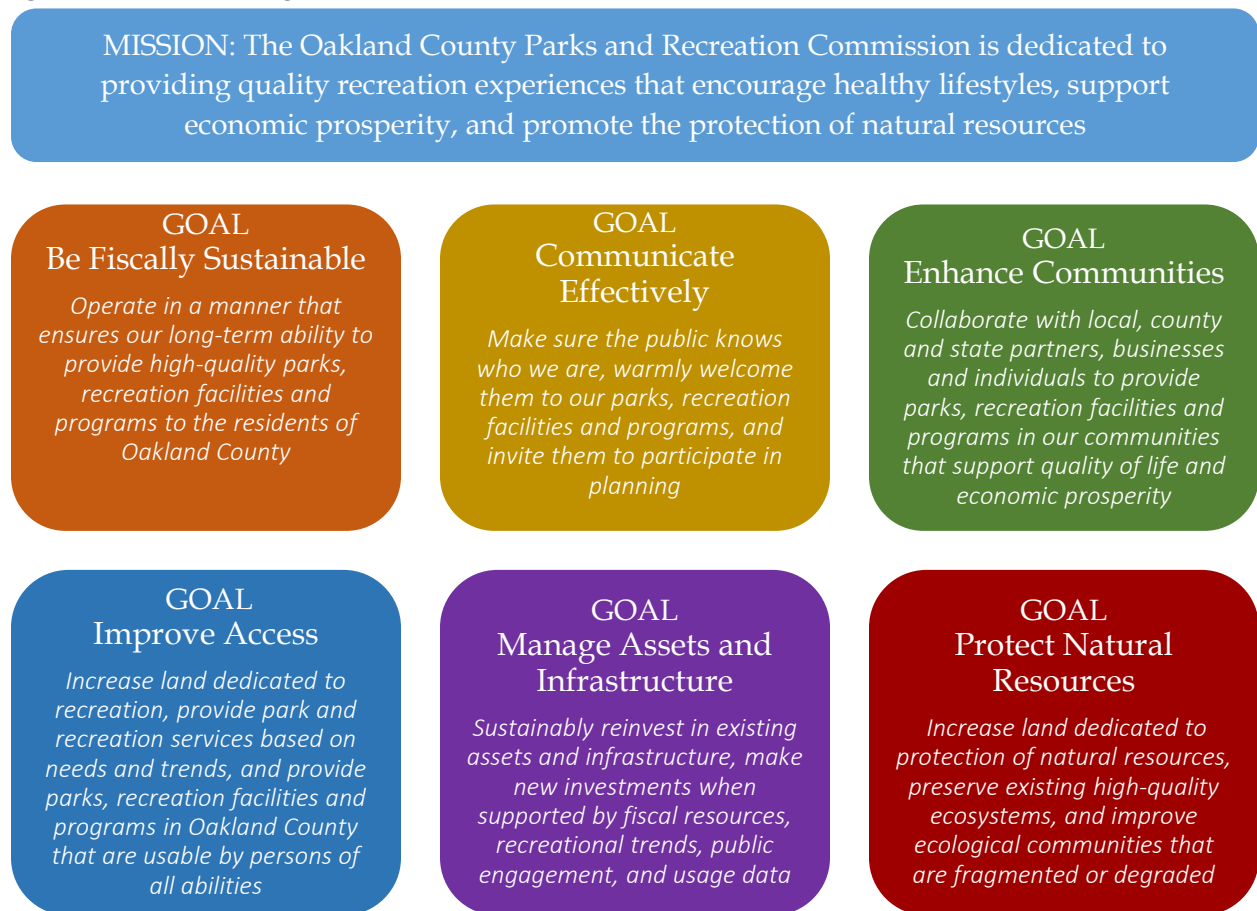 MISSION: The Oakland County Parks and Recreation Commission is dedicated to
providing quality recreation experiences that encourage healthy lifestyles, support
economic prosperity, and promote the protection of natural resources
GOAL
Be Fiscally Sustainable
Operate in a manner that
ensures our long-term ability to
provide high-quality parks,
recreation facilities and
programs to the residents of
Oakland County
GOAL
Communicate
Effectively
Make sure the public knows
who we are, warmly welcome
them to our parks, recreation
facilities and programs, and
invite them to participate in
planning
GOAL
Enhance Communities
Collaborate with local, county
and state partners, businesses
and individuals to provide
parks, recreation facilities and
programs in our communities
that support quality of life and
economic prosperity
GOAL
Improve Access
Increase land dedicated to
recreation, provide park and
recreation services based on
needs and trends, and provide
parks, recreation facilities and
programs in Oakland County
that are usable by persons of
all abilities
GOAL
Manage Assets and
Infrastructure
Sustainably reinvest in existing
assets and infrastructure, make
new investments when
supported by fiscal resources,
recreational trends, public
engagement, and usage data
GOAL
Protect Natural
Resources
Increase land dedicated to
protection of natural resources,
preserve existing high-quality
ecosystems, and improve
ecological communities that
are fragmented or degraded